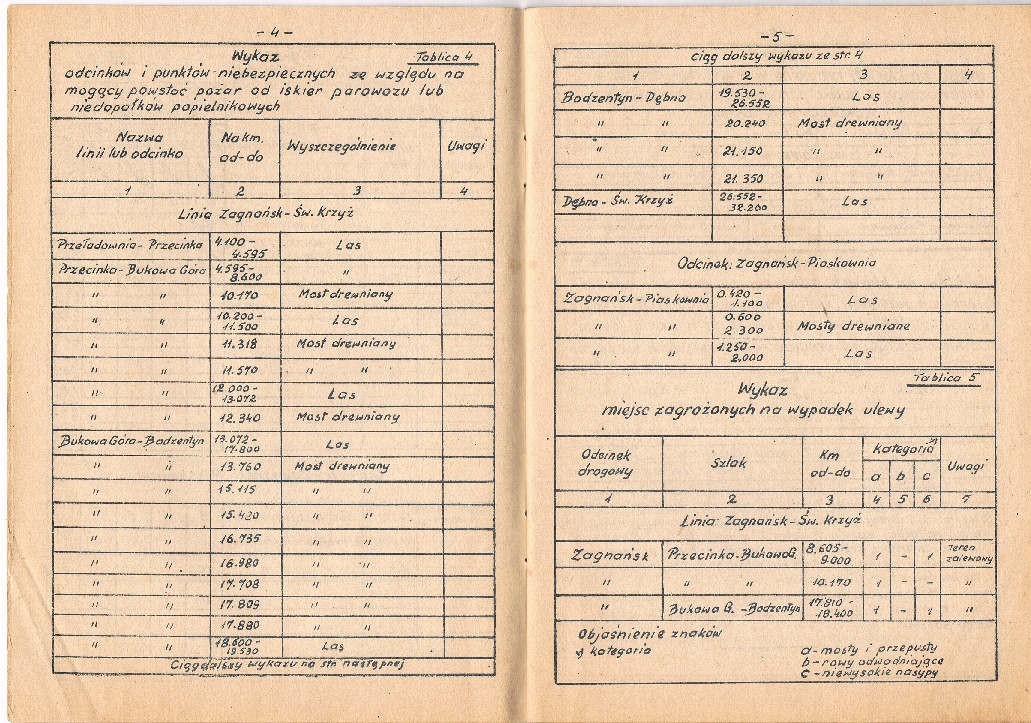 - 4 -
Wykaz Tablica 4
odcinków i punktów niebezpiecznych ze względu na
mogący powstać pożar od iskier parowozu lub
niedopałków popielnikowych
Nazwa linii lub odcinka Na km. od-do Wyszczególnienie Uwagi
1 2 3 4
Linia Zagnańsk - Św. Krzyż
Przeładownia - Przecinka 4.100 - 4.595 Las
Przecinka - Bukowa Góra 4.595 - 8.600 "
" " 10.170 Most drewniany
" " 10.200 - 11.500 Las
" " 11.318 Most drewniany
" " 11.570 " "
" " 12.000 - 13.072 Las
" " 12.340 Most drewniany
Bukowa Góra - Bodzentyn 13.072 - 17.800 Las
" " 13.760 Most drewniany
" " 15.115 " "
" " 15.420 " "
" " 16.735 " "
" " 16.980 " "
" " 17.708 " "
" " 17.809 " "
" " 17.880 " "
" " 18.600 - 19.530 Las
Ciąg dalszy wykazu na str. następnej
- 5 -
ciąg dalszy wykazu ze str. 4
1 2 3 4
Bodzentyn - Dębno 19.530 - 26.552 Las
" " 20.240 Most drewniany
" " 21.150 " "
" " 21.350 " "
Dębno - Św. Krzyż 26.552 - 32.200 Las
Odcinek: Zagnańsk - Piaskownia
Zagnańsk - Piaskownia 0.420 - 1.100 Las
" " 0.600 2.300 Mosty drewniane
" " 1.250 - 2.000 Las
Tablica 5
Wykaz
miejsc zagrożonych na wypadek ulewy
Odcinek drogowy Szlak Km od-do Kategoria x) a b c Uwagi
1 2 3 4 5 6 7
Linia: Zagnańsk - Św. Krzyż
Zagnańsk Przecinka - Bukowa G. 8.605 - 9.000 1 - 1 teren zalewowy
" " " 10.170 1 - - "
" Bukowa G. - Bodzentyn 17.810 - 18.400 1 - 1 "
Objaśnienie znaków
x) kategoria a - mosty i przepusty
b - rowy odwodniające
c - niewysokie nasypy